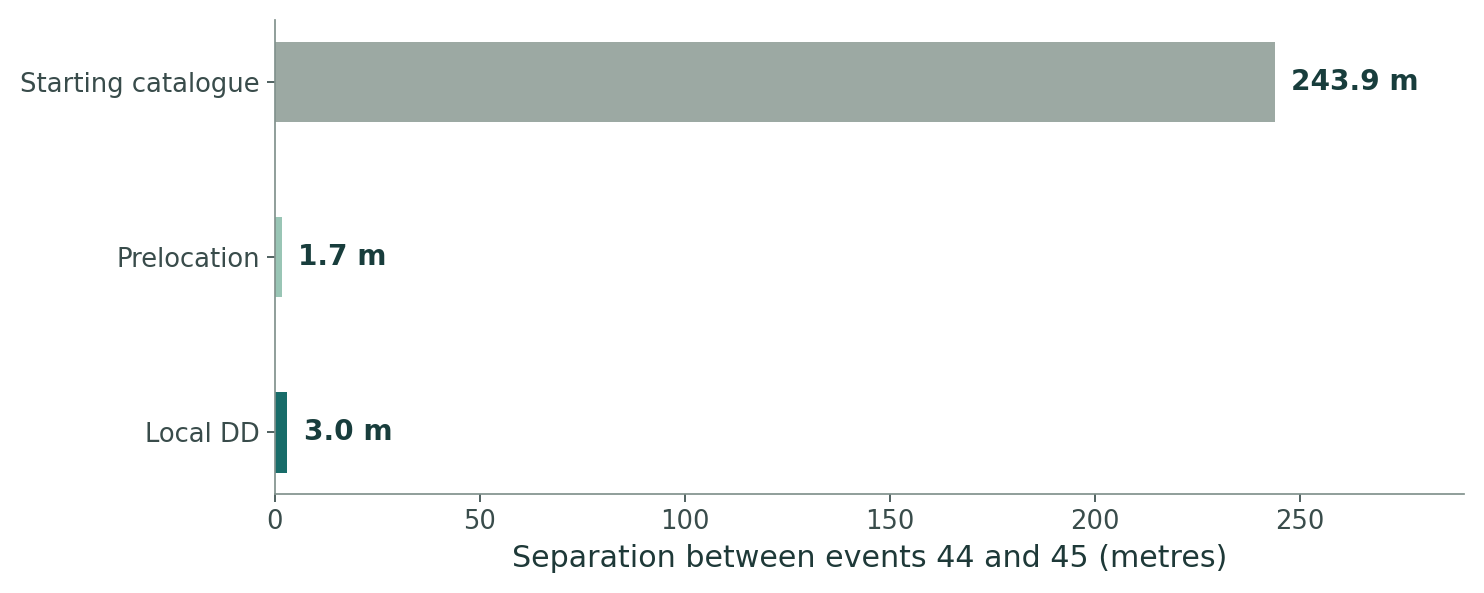 Starting catalogue
243.9 m
Prelocation
1.7 m
Local DD
3.0 m
0 50 100 150 200 250
Separation between events 44 and 45 (metres)